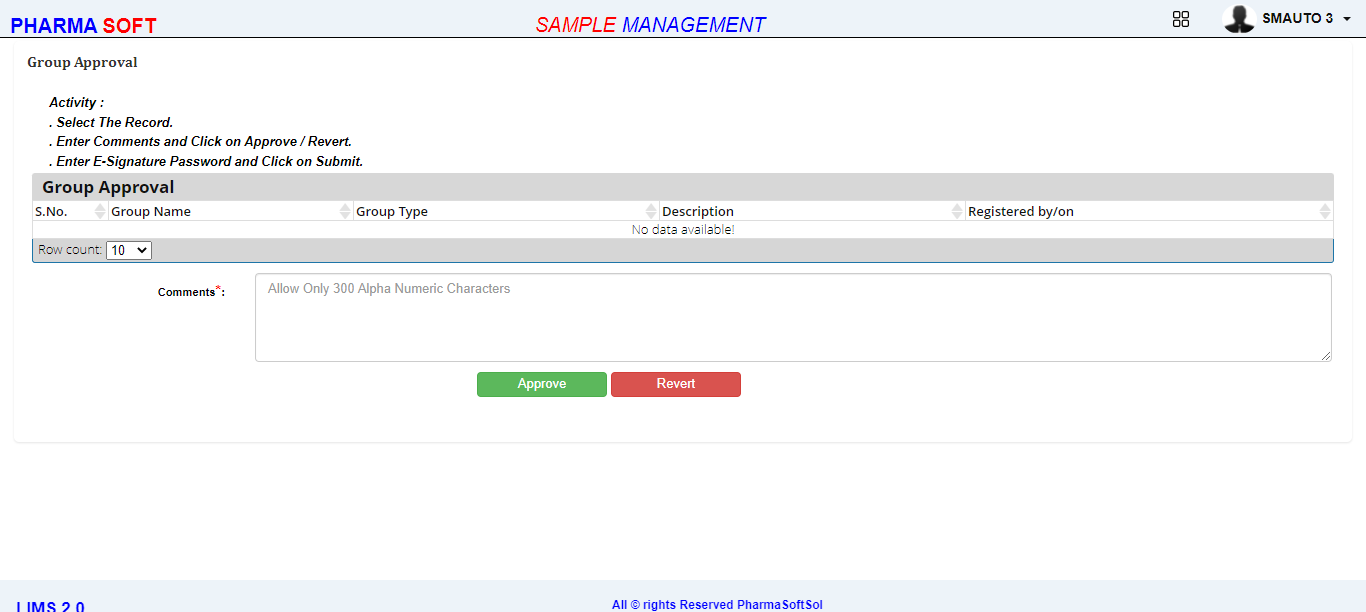 PHARMA SOFT
SAMPLE MANAGEMENT
SMAUTO 3
Group Approval
Activity :
. Select The Record.
. Enter Comments and Click on Approve / Revert.
. Enter E-Signature Password and Click on Submit.
Group Approval
S.No. Group Name Group Type Description Registered by/on
No data available!
Row count: 10
Comments*:
Allow Only 300 Alpha Numeric Characters
Approve Revert
LIMS 2.0
All © rights Reserved PharmaSoftSol